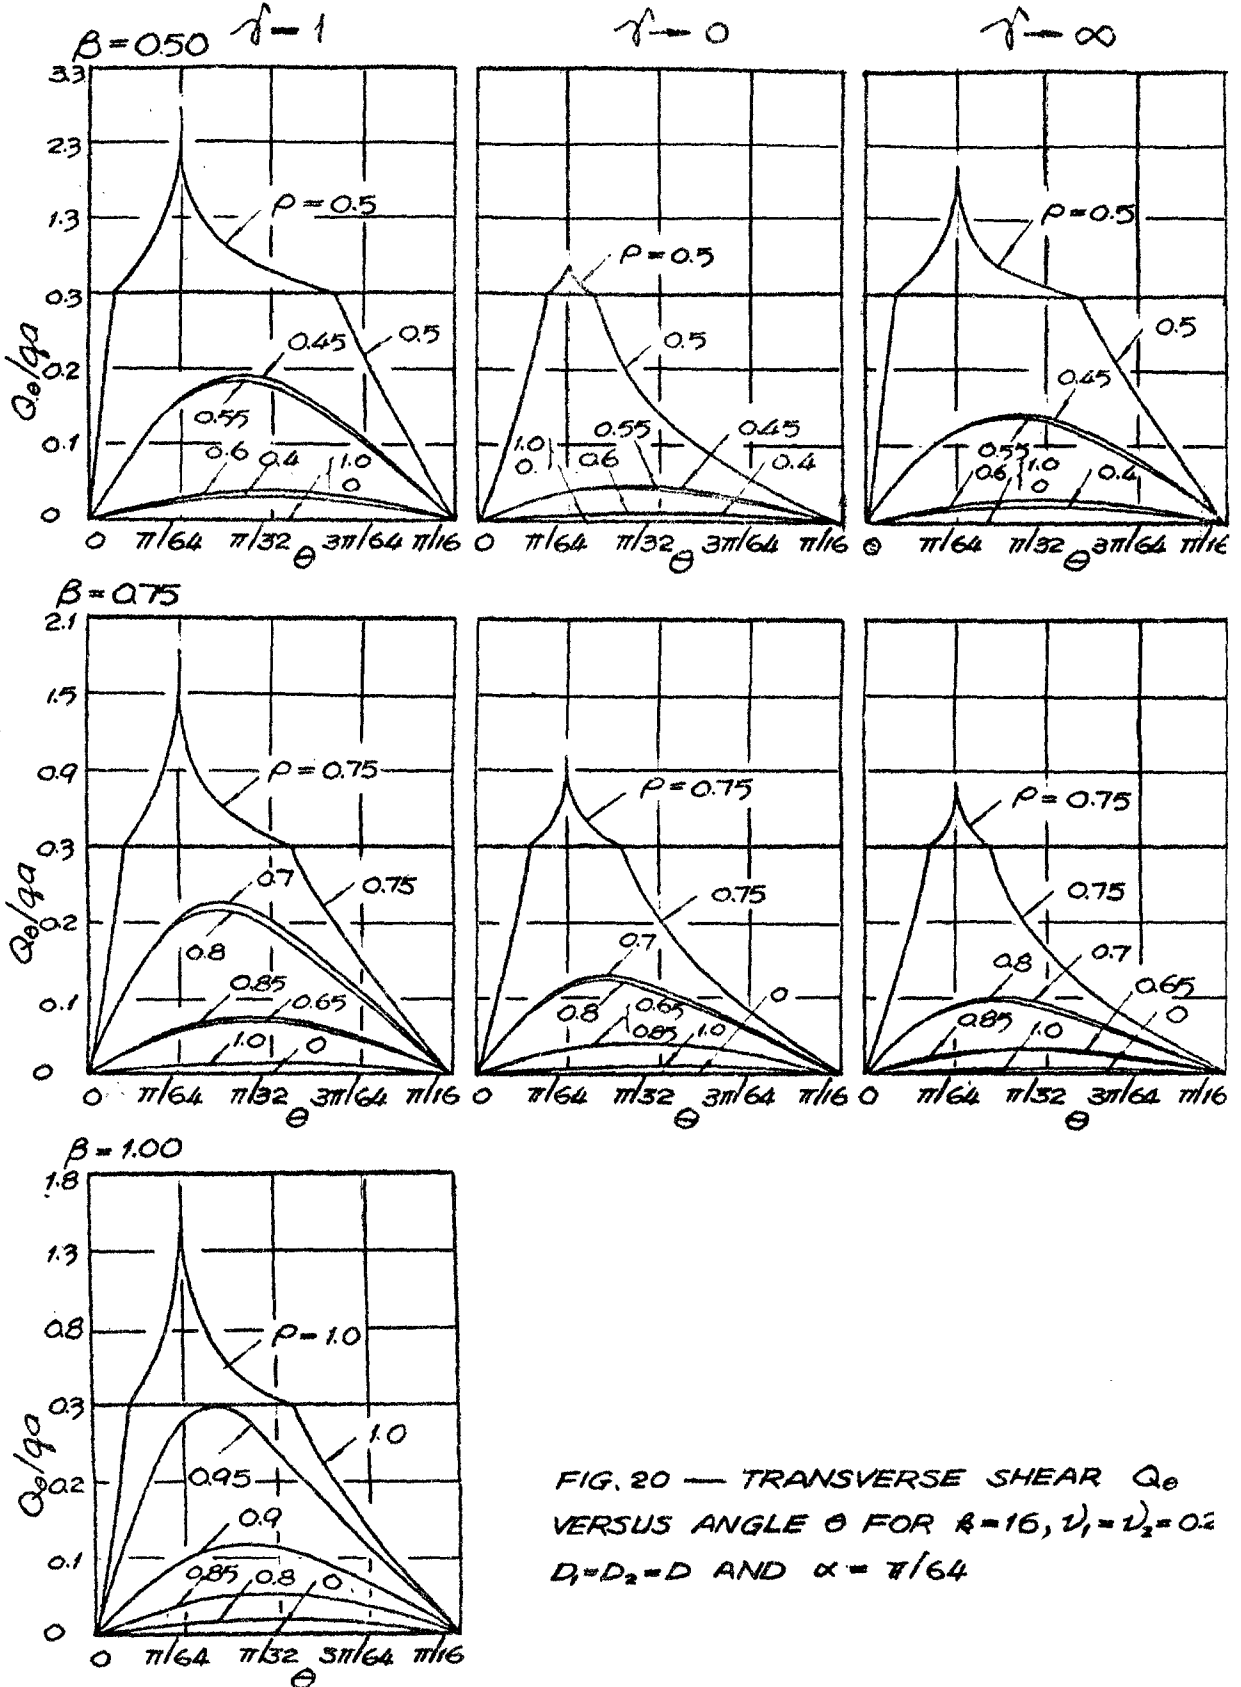 β=0.50 γ=1 γ→0 γ→∞
3.3
2.3
1.3
0.3
0.2
0.1
0
Qθ/qa
ρ=0.5
0.5
0.45
0.55
0.6
0.4
1.0
0
0 π/64 π/32 3π/64 π/16
θ
ρ=0.5
0.5
0.55
0.45
1.0
0.
0.6
0.4
0 π/64 π/32 3π/64 π/16
θ
ρ=0.5
0.5
0.45
0.55
0.6
1.0
0
0.4
0 π/64 π/32 3π/64 π/16
θ
β=0.75
2.1
1.5
0.9
0.3
0.2
0.1
0
Qθ/qa
ρ=0.75
0.7
0.75
0.8
0.85
0.65
1.0
0
0 π/64 π/32 3π/64 π/16
θ
ρ=0.75
0.75
0.7
0.8
0.65
0.85
1.0
0
0 π/64 π/32 3π/64 π/16
θ
ρ=0.75
0.75
0.8
0.7
0.65
0.85
1.0
0
0 π/64 π/32 3π/64 π/16
θ
β=1.00
1.8
1.3
0.8
0.3
0.2
0.1
0
Qθ/qa
ρ=1.0
1.0
0.95
0.9
0.85
0.8
0
0 π/64 π/32 3π/64 π/16
θ
FIG. 20 — TRANSVERSE SHEAR Qθ
VERSUS ANGLE θ FOR k=16, ν₁=ν₂=0.2
D₁=D₂=D AND α=π/64